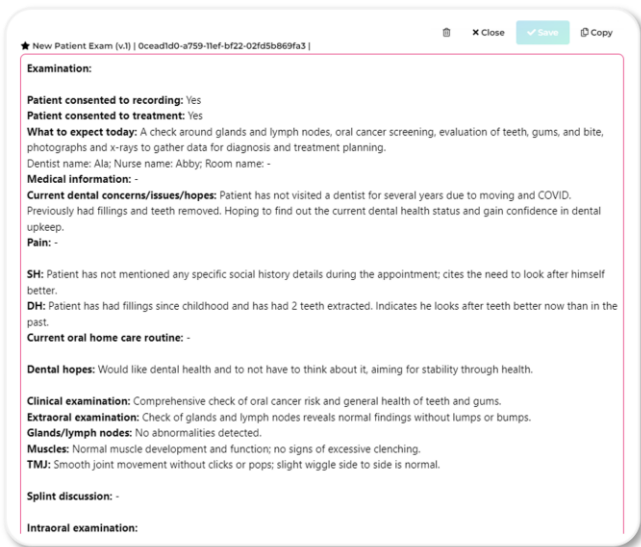 ✖ Close ✔ Save Copy
★ New Patient Exam (v.1) | 0cead1d0-a759-11ef-bf22-02fd5b869fa3 |
Examination:
Patient consented to recording: Yes
Patient consented to treatment: Yes
What to expect today: A check around glands and lymph nodes, oral cancer screening, evaluation of teeth, gums, and bite,
photographs and x-rays to gather data for diagnosis and treatment planning.
Dentist name: Ala; Nurse name: Abby; Room name: -
Medical information: -
Current dental concerns/issues/hopes: Patient has not visited a dentist for several years due to moving and COVID.
Previously had fillings and teeth removed. Hoping to find out the current dental health status and gain confidence in dental
upkeep.
Pain: -
SH: Patient has not mentioned any specific social history details during the appointment; cites the need to look after himself
better.
DH: Patient has had fillings since childhood and has had 2 teeth extracted. Indicates he looks after teeth better now than in the
past.
Current oral home care routine: -
Dental hopes: Would like dental health and to not have to think about it, aiming for stability through health.
Clinical examination: Comprehensive check of oral cancer risk and general health of teeth and gums.
Extraoral examination: Check of glands and lymph nodes reveals normal findings without lumps or bumps.
Glands/lymph nodes: No abnormalities detected.
Muscles: Normal muscle development and function; no signs of excessive clenching.
TMJ: Smooth joint movement without clicks or pops; slight wiggle side to side is normal.
Splint discussion: -
Intraoral examination: